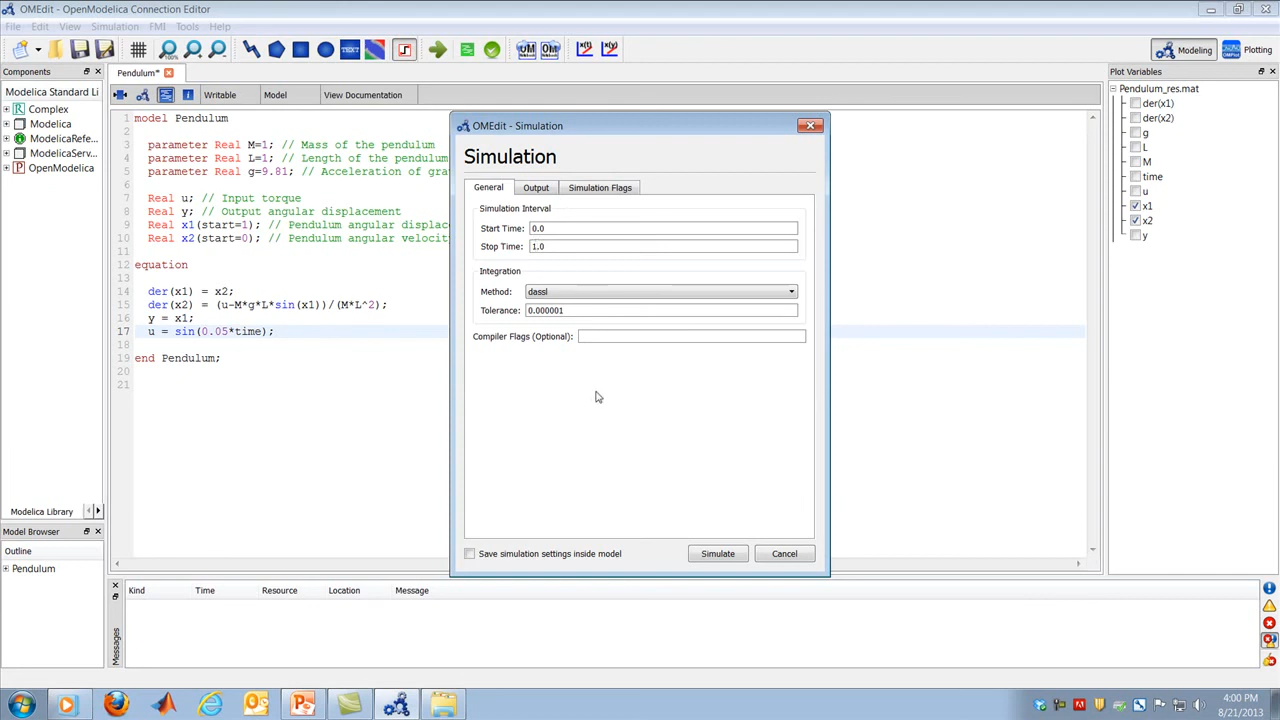 OMEdit - OpenModelica Connection Editor
File Edit View Simulation FMI Tools Help
100%
TEXT
UM
OM
x(t)
x(y)
Modeling
Plotting
Components
Modelica Standard Li
Complex
Modelica
ModelicaRefe...
ModelicaServ...
OpenModelica
Modelica Library
Model Browser
Outline
Pendulum
Pendulum*
Writable
Model
View Documentation
1 model Pendulum
2
3 parameter Real M=1; // Mass of the pendulum
4 parameter Real L=1; // Length of the pendulum
5 parameter Real g=9.81; // Acceleration of gra
6
7 Real u; // Input torque
8 Real y; // Output angular displacement
9 Real x1(start=1); // Pendulum angular displac
10 Real x2(start=0); // Pendulum angular velocit
11
12 equation
13
14 der(x1) = x2;
15 der(x2) = (u-M*g*L*sin(x1))/(M*L^2);
16 y = x1;
17 u = sin(0.05*time);
18
19 end Pendulum;
20
21
OMEdit - Simulation
Simulation
General
Output
Simulation Flags
Simulation Interval
Start Time: 0.0
Stop Time: 1.0
Integration
Method: dassl
Tolerance: 0.000001
Compiler Flags (Optional):
Save simulation settings inside model
Simulate
Cancel
Plot Variables
Pendulum_res.mat
der(x1)
der(x2)
g
L
M
time
u
x1
x2
y
Messages
Kind Time Resource Location Message
4:00 PM
8/21/2013